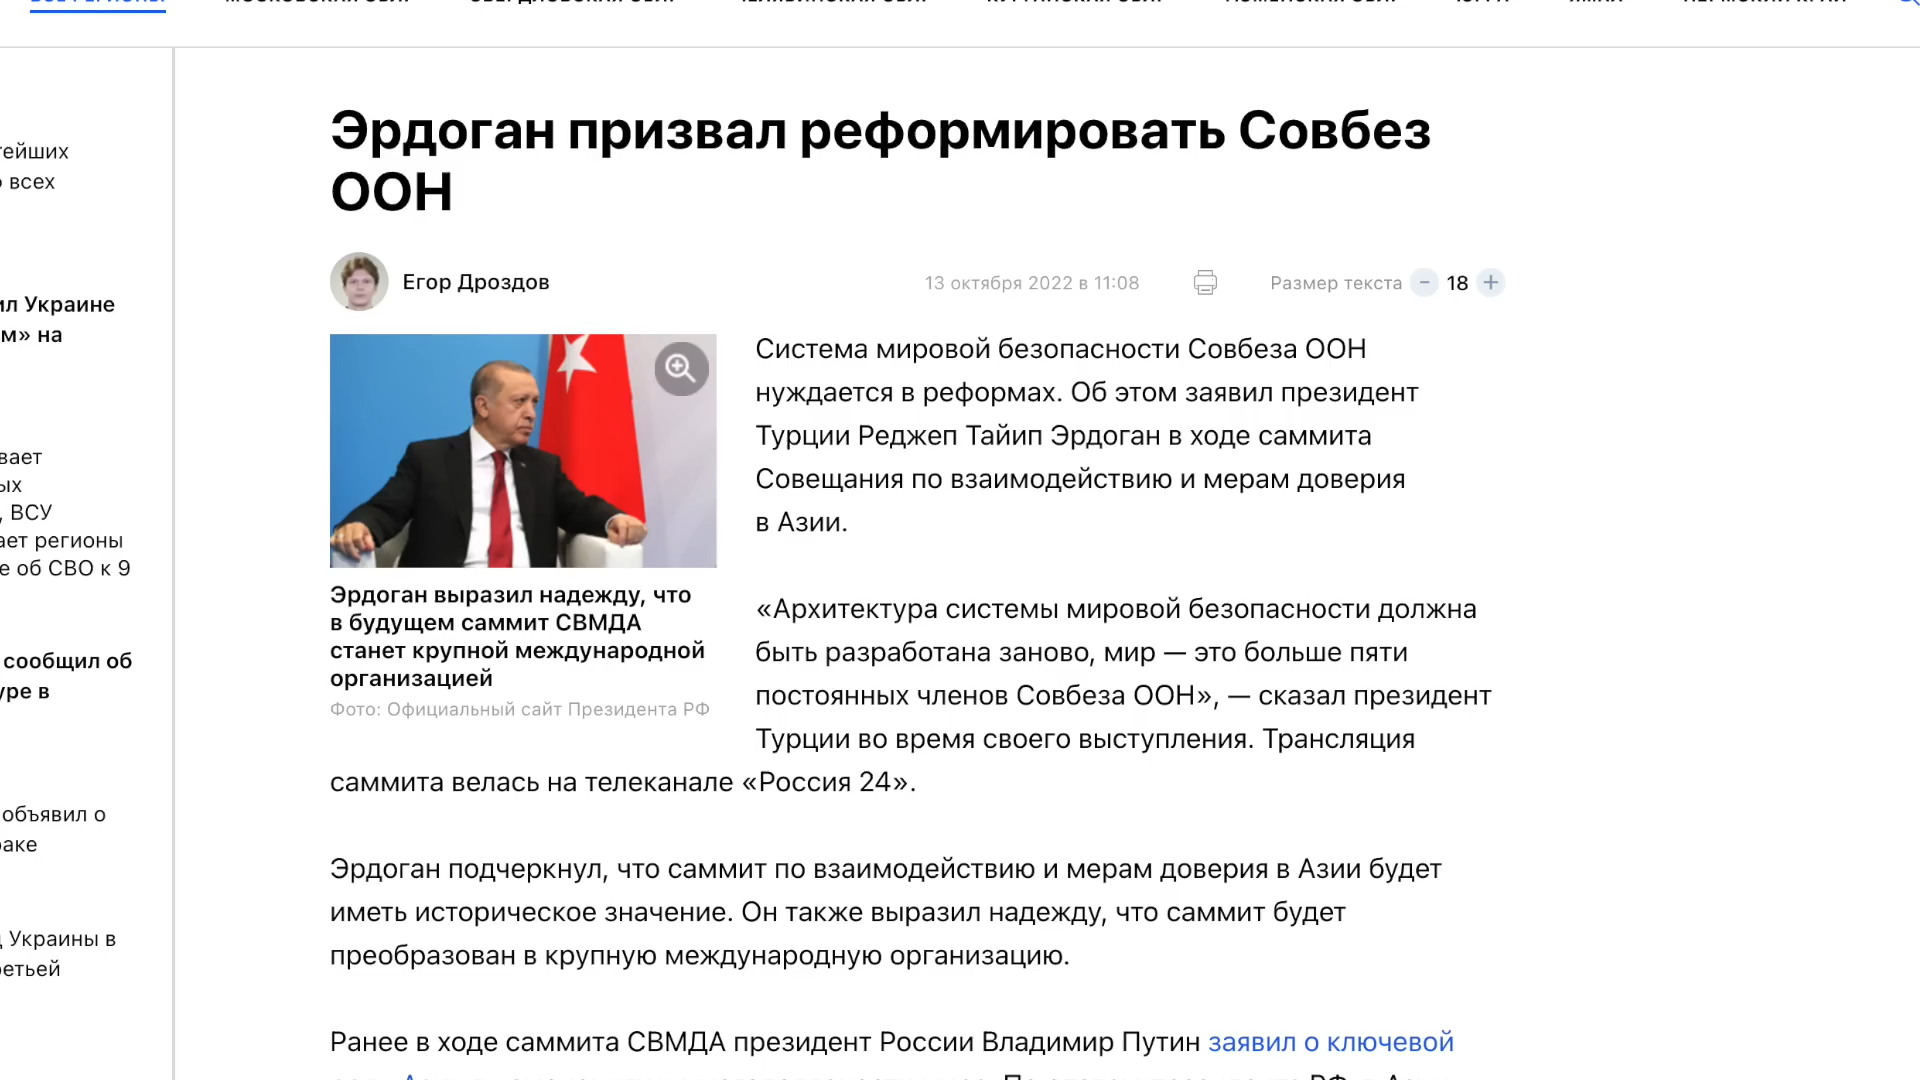 Эрдоган призвал реформировать Совбез
ООН
Егор Дроздов
13 октября 2022 в 11:08
Размер текста − 18 +
Система мировой безопасности Совбеза ООН
нуждается в реформах. Об этом заявил президент
Турции Реджеп Тайип Эрдоган в ходе саммита
Совещания по взаимодействию и мерам доверия
в Азии.
Эрдоган выразил надежду, что
в будущем саммит СВМДА
станет крупной международной
организацией
Фото: Официальный сайт Президента РФ
«Архитектура системы мировой безопасности должна
быть разработана заново, мир — это больше пяти
постоянных членов Совбеза ООН», — сказал президент
Турции во время своего выступления. Трансляция
саммита велась на телеканале «Россия 24».
Эрдоган подчеркнул, что саммит по взаимодействию и мерам доверия в Азии будет
иметь историческое значение. Он также выразил надежду, что саммит будет
преобразован в крупную международную организацию.
Ранее в ходе саммита СВМДА президент России Владимир Путин заявил о ключевой
всех
Украине
на
ВСУ
регионы
об СВО к 9
сообщил об
в
объявил о
Украины в